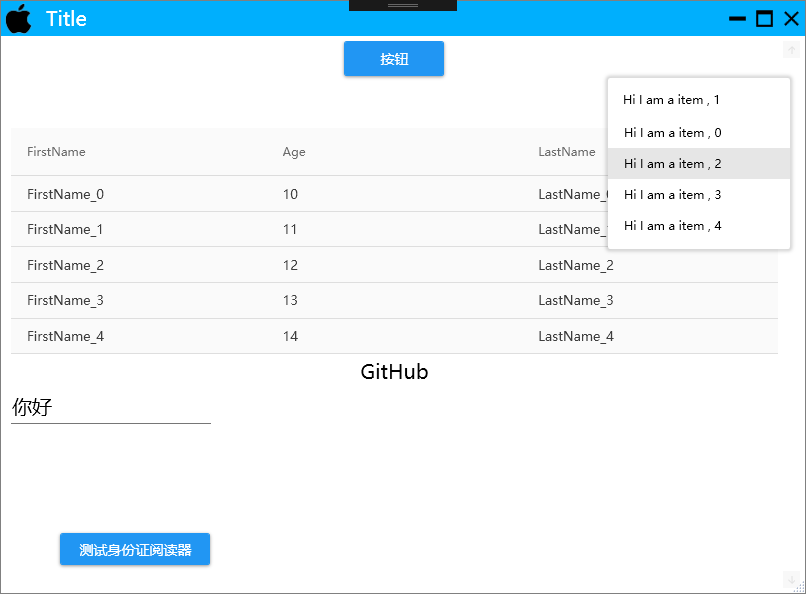 Title
按钮
Hi I am a item , 1
Hi I am a item , 0
Hi I am a item , 2
Hi I am a item , 3
Hi I am a item , 4
FirstName Age LastName
FirstName_0 10 LastName_
FirstName_1 11 LastName_
FirstName_2 12 LastName_2
FirstName_3 13 LastName_3
FirstName_4 14 LastName_4
GitHub
你好
测试身份证阅读器